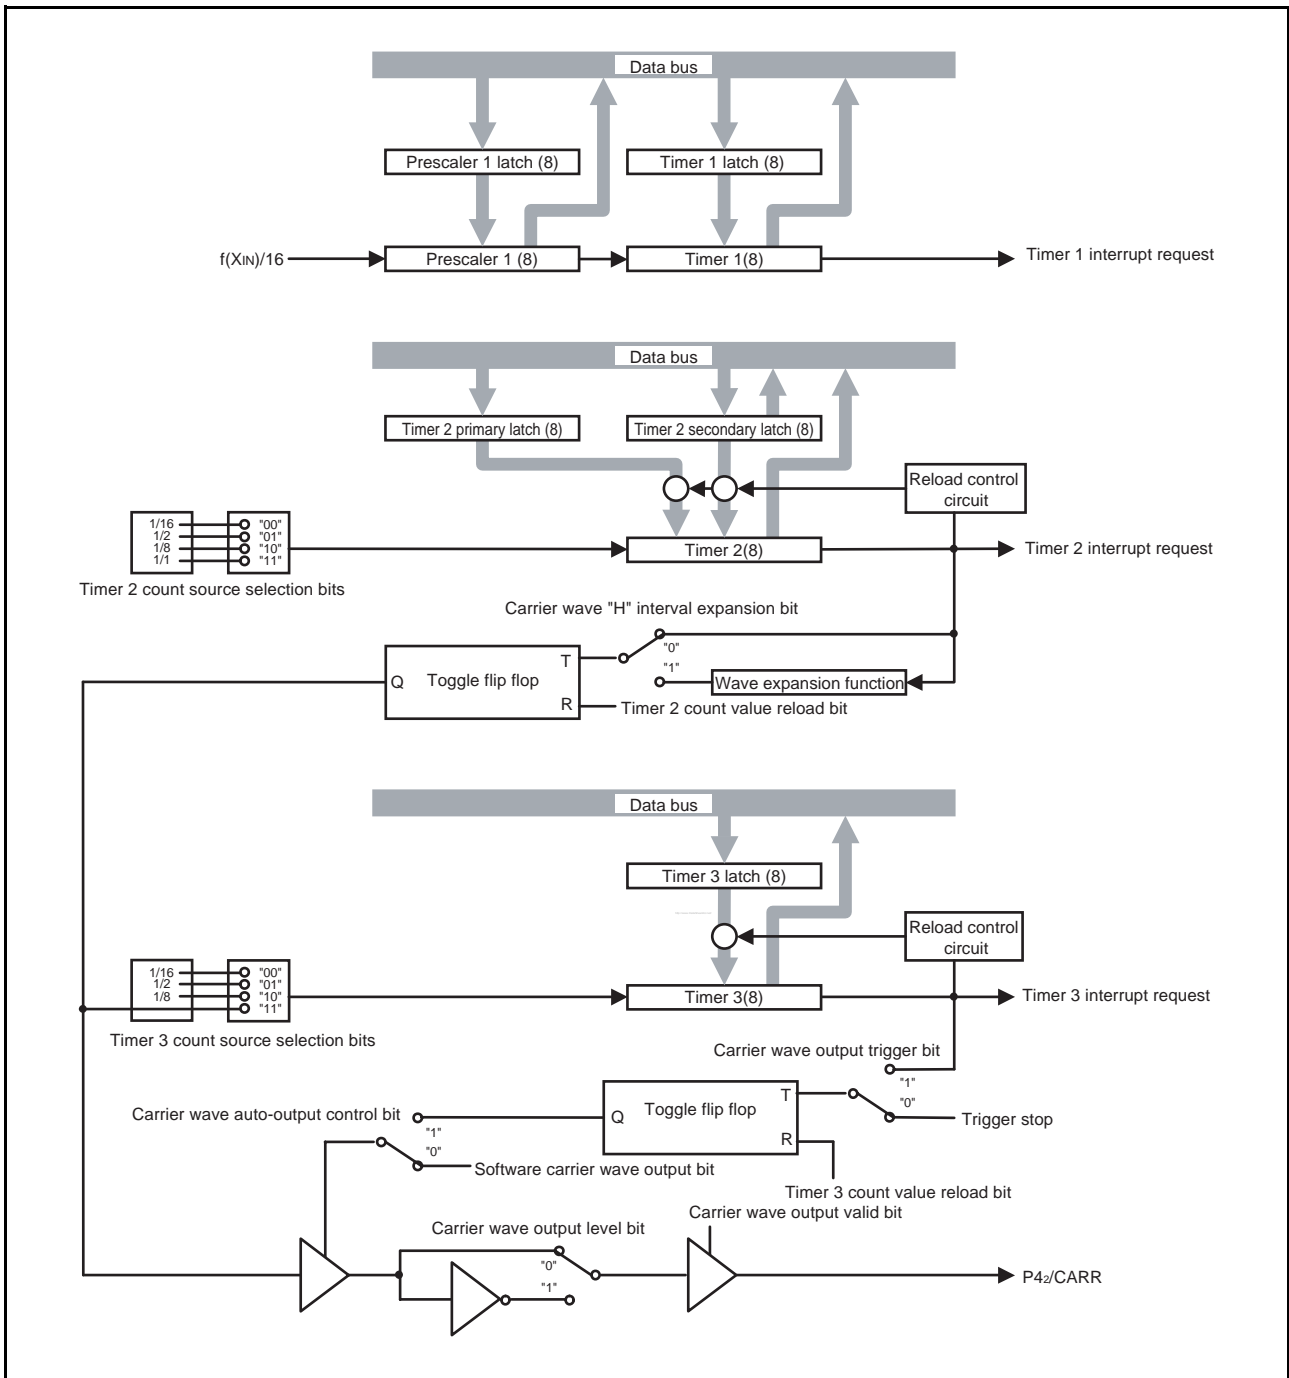 Data bus
Prescaler 1 latch (8)
Timer 1 latch (8)
f(XIN)/16
Prescaler 1 (8)
Timer 1(8)
Timer 1 interrupt request
Data bus
Timer 2 primary latch (8)
Timer 2 secondary latch (8)
Reload control
circuit
1/16 "00"
1/2 "01"
1/8 "10"
1/1 "11"
Timer 2(8)
Timer 2 interrupt request
Timer 2 count source selection bits
Carrier wave "H" interval expansion bit
"0"
"1"
T
Q
Toggle flip flop
R
Wave expansion function
Timer 2 count value reload bit
Data bus
Timer 3 latch (8)
Reload control
circuit
1/16 "00"
1/2 "01"
1/8 "10"
"11"
Timer 3(8)
Timer 3 interrupt request
Timer 3 count source selection bits
Carrier wave output trigger bit
"1"
"0"
Trigger stop
T
Q
Toggle flip flop
R
Carrier wave auto-output control bit
"1"
"0"
Software carrier wave output bit
Timer 3 count value reload bit
Carrier wave output valid bit
Carrier wave output level bit
"0"
"1"
P42/CARR